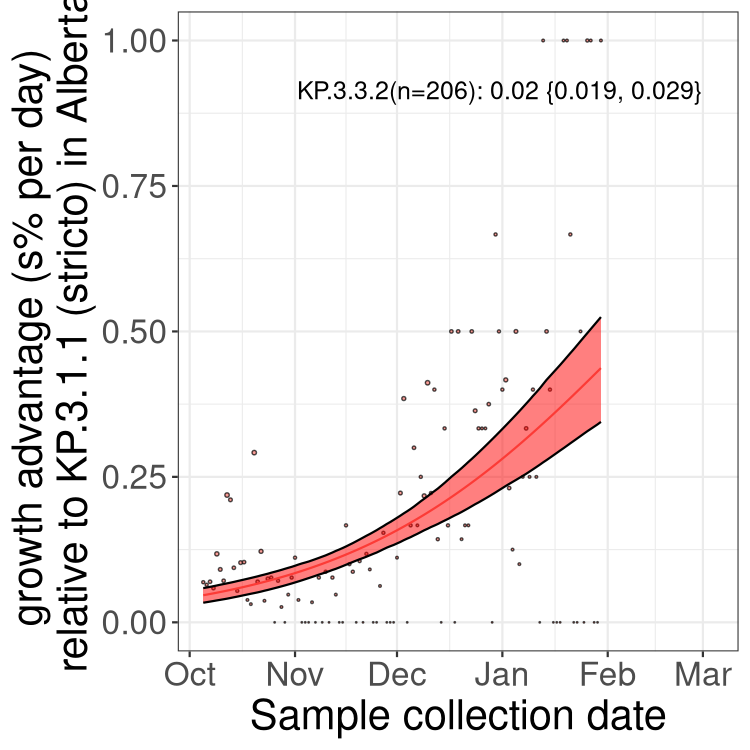 growth advantage (s% per day)
relative to KP.3.1.1 (stricto) in Alberta
1.00
0.75
0.50
0.25
0.00
KP.3.3.2(n=206): 0.02 {0.019, 0.029}
Oct Nov Dec Jan Feb Mar
Sample collection date